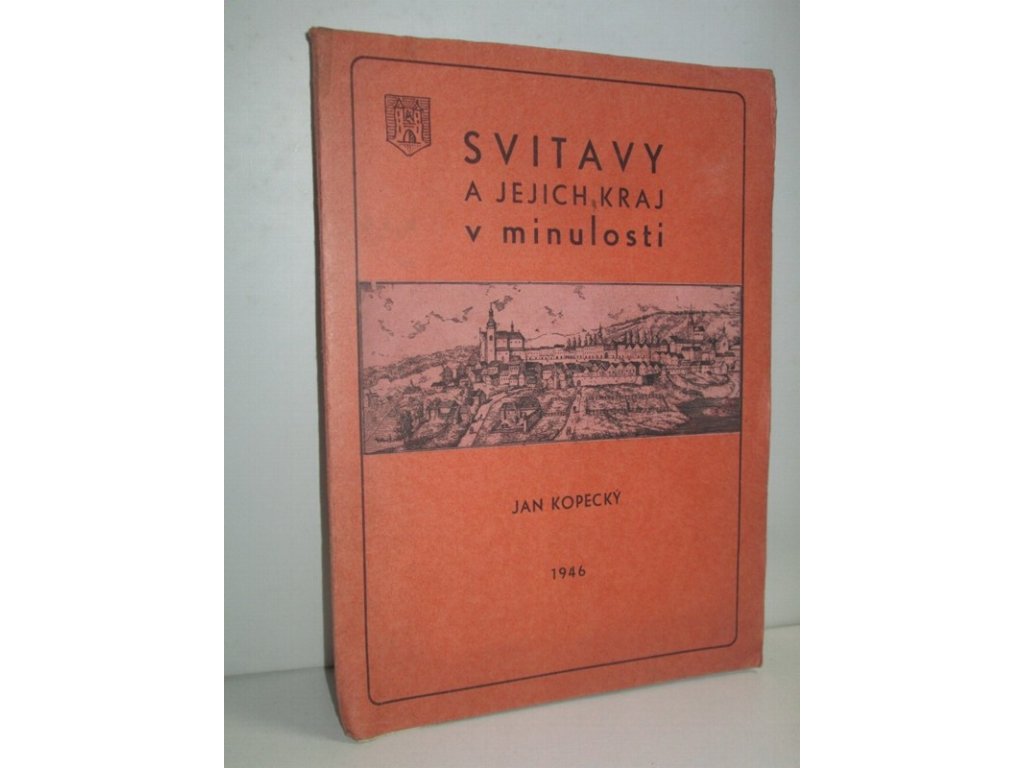 SVITAVY
A JEJICH KRAJ
v minulosti
JAN KOPECKÝ
1946